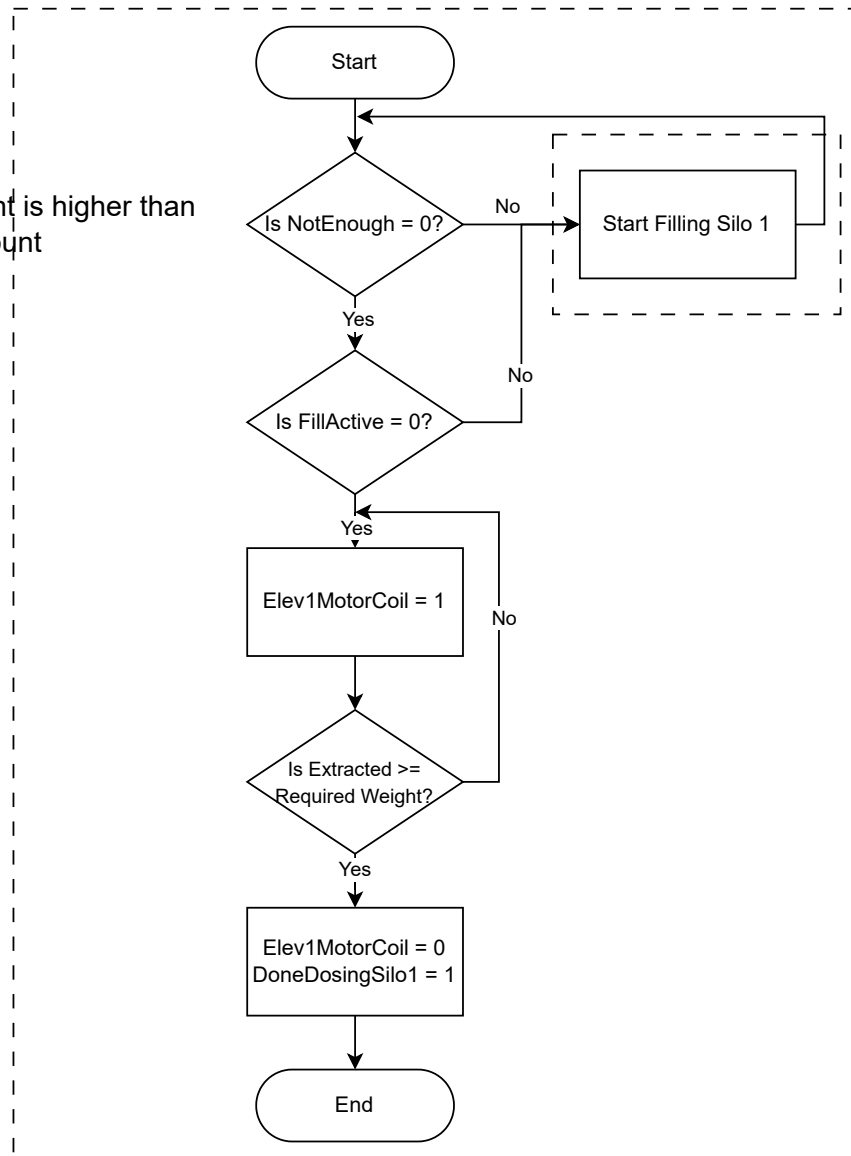 Start
is higher than
Is NotEnough = 0?
No
Start Filling Silo 1
Yes
Is FillActive = 0?
No
Yes
Elev1MotorCoil = 1
No
Is Extracted >=
Required Weight?
Yes
Elev1MotorCoil = 0
DoneDosingSilo1 = 1
End